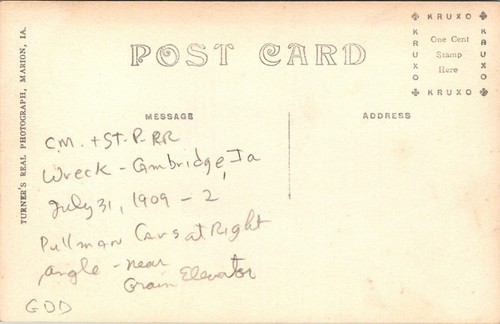 POST CARD
KRUXO
KRUXO
One Cent
Stamp
Here
KRUXO
KRUXO
MESSAGE
ADDRESS
TURNER'S REAL PHOTOGRAPH, MARION, IA.
C.M. + ST-P-RR
Wreck - Cambridge, Ia
July 31, 1909 - 2
Pullman Cars at Right
angle - near
Grain Elevator
GDD